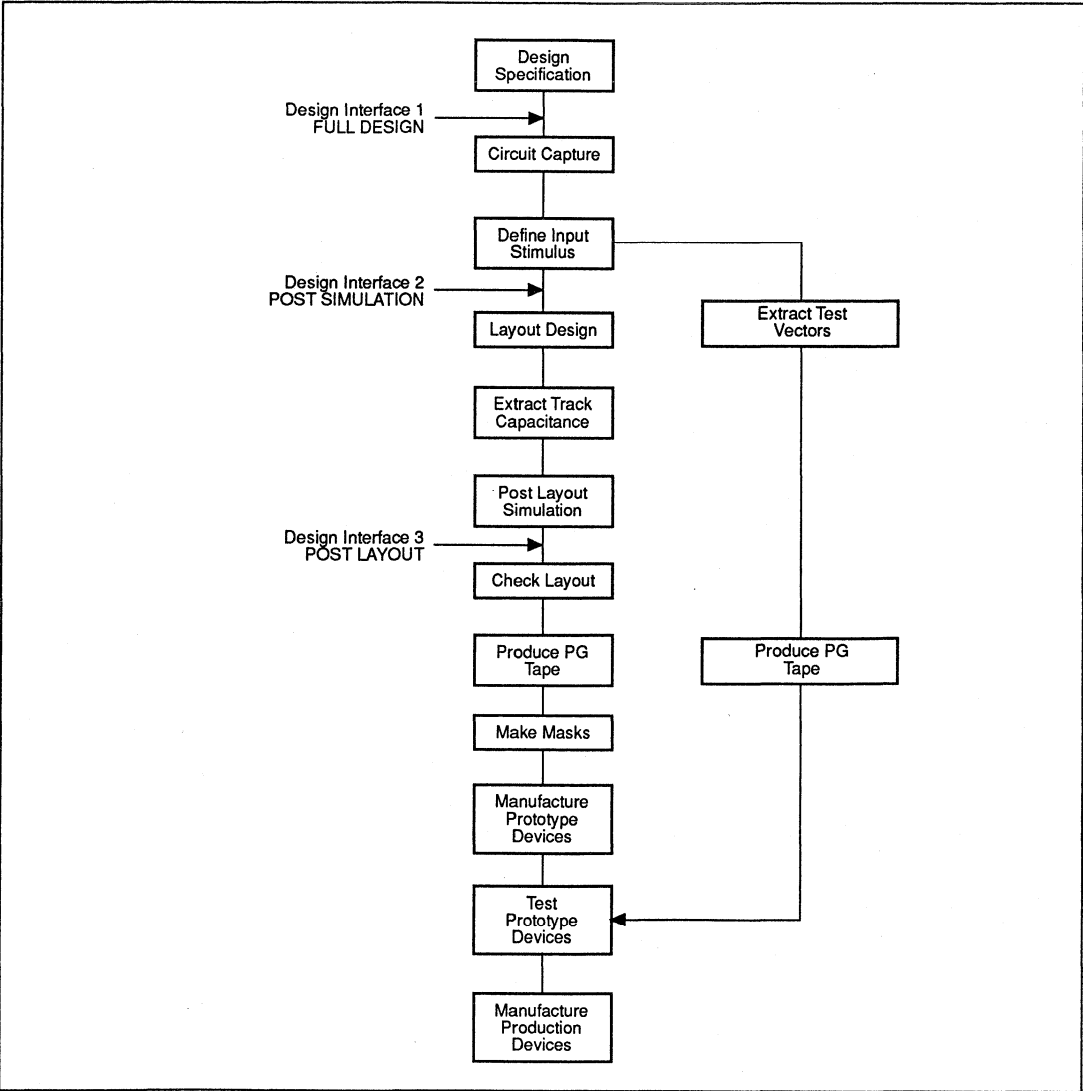 Design
Specification
Design Interface 1
FULL DESIGN
Circuit Capture
Define Input
Stimulus
Design Interface 2
POST SIMULATION
Extract Test
Vectors
Layout Design
Extract Track
Capacitance
Post Layout
Simulation
Design Interface 3
POST LAYOUT
Check Layout
Produce PG
Tape
Produce PG
Tape
Make Masks
Manufacture
Prototype
Devices
Test
Prototype
Devices
Manufacture
Production
Devices